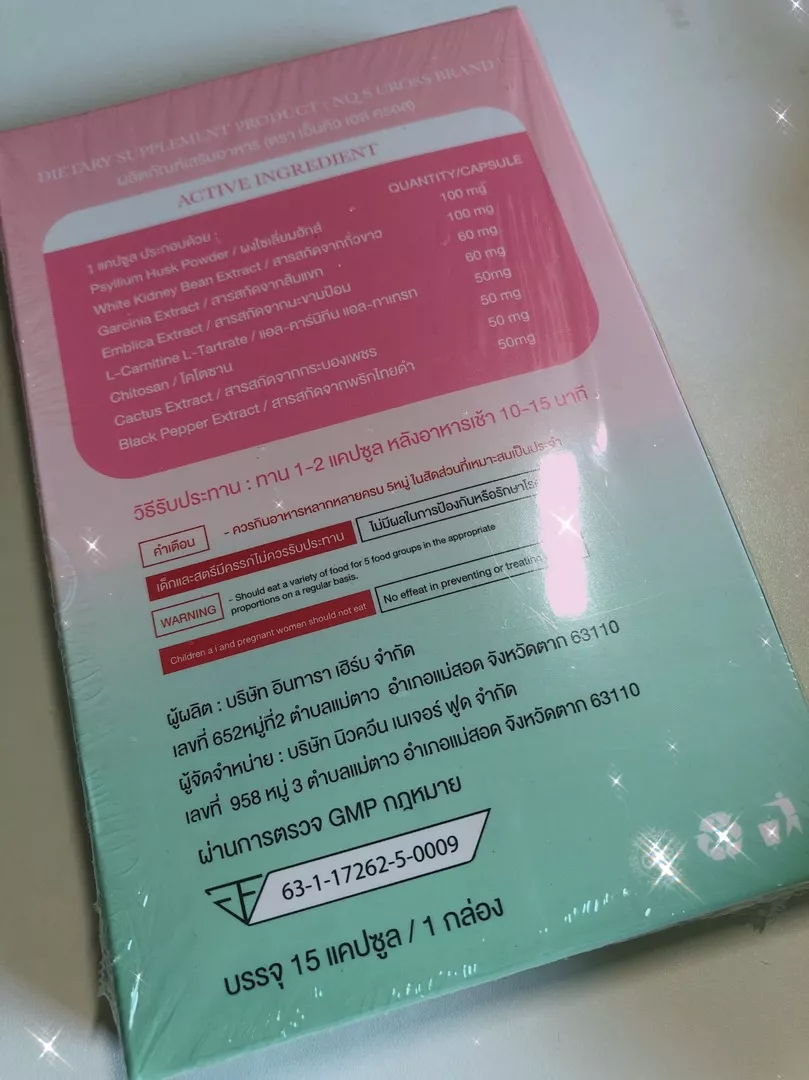 DIETARY SUPPLEMENT PRODUCT : NQ S CROSS BRAND
ผลิตภัณฑ์เสริมอาหาร (ตรา เอ็นคิว เอส ครอส)
ACTIVE INGREDIENT
QUANTITY/CAPSULE
1 แคปซูล ประกอบด้วย :
Psyllium Husk Powder / ผงไซเลี่ยมฮักส์ 100 mg
White Kidney Bean Extract / สารสกัดจากถั่วขาว 100 mg
Garcinia Extract / สารสกัดจากส้มแขก 60 mg
Emblica Extract / สารสกัดจากมะขามป้อม 60 mg
L-Carnitine L-Tartrate / แอล-คาร์นิทีน แอล-ทาเทรท 50mg
Chitosan / ไคโตซาน 50 mg
Cactus Extract / สารสกัดจากกระบองเพชร 50 mg
Black Pepper Extract / สารสกัดจากพริกไทยดำ 50mg
วิธีรับประทาน : ทาน 1-2 แคปซูล หลังอาหารเช้า 10-15 นาที
คำเตือน - ควรกินอาหารหลากหลายครบ 5หมู่ ในสัดส่วนที่เหมาะสมเป็นประจำ
เด็กและสตรีมีครรภ์ไม่ควรรับประทาน ไม่มีผลในการป้องกันหรือรักษา
WARNING - Should eat a variety of food for 5 food groups in the appropriate
proportions on a regular basis.
Children a i and pregnant women should not eat No effeat in preventing or treating
ผู้ผลิต : บริษัท อินทารา เฮิร์บ จำกัด
เลขที่ 652หมู่ที่2 ตำบลแม่ตาว อำเภอแม่สอด จังหวัดตาก 63110
ผู้จัดจำหน่าย : บริษัท นิวควีน เนเจอร์ ฟูด จำกัด
เลขที่ 958 หมู่ 3 ตำบลแม่ตาว อำเภอแม่สอด จังหวัดตาก 63110
ผ่านการตรวจ GMP กฎหมาย
63-1-17262-5-0009
บรรจุ 15 แคปซูล / 1 กล่อง